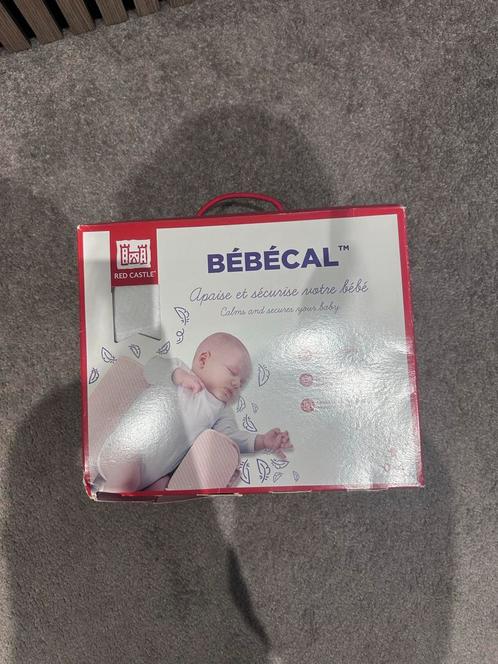 RED CASTLE
BÉBÉCAL™
Apaise et sécurise votre bébé
Calms and secures your baby